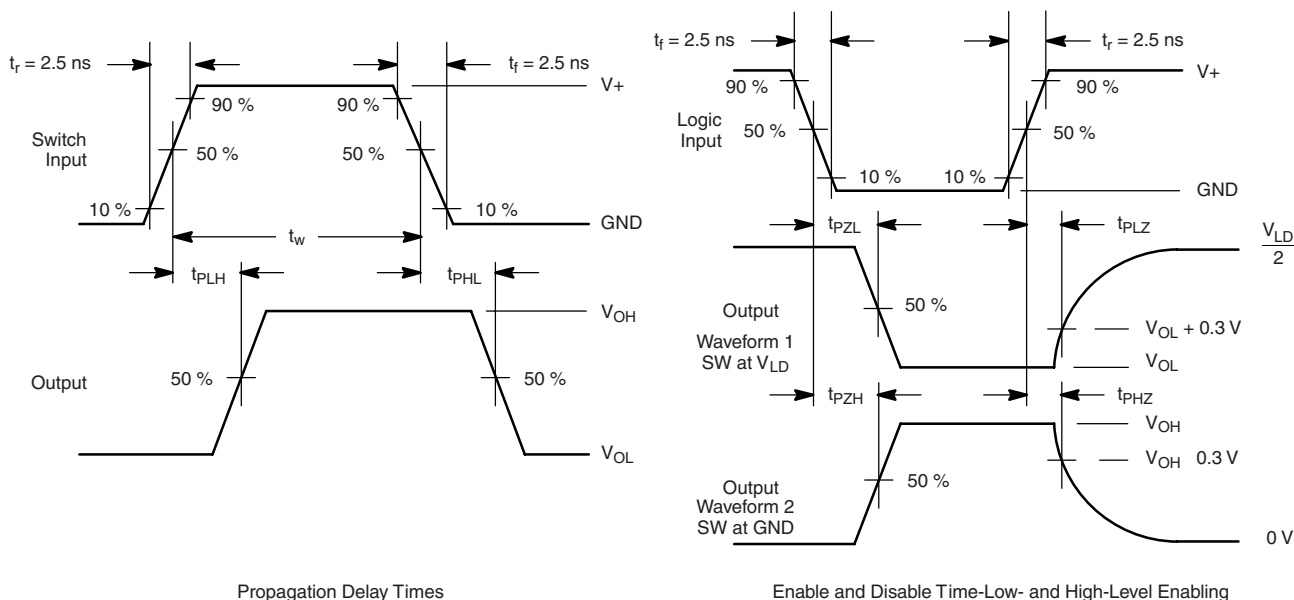 tr = 2.5 ns
tf = 2.5 ns
V+
90 %
90 %
Switch
Input
50 %
50 %
10 %
10 %
GND
tw
tPLH
tPHL
VOH
Output
50 %
50 %
VOL
Propagation Delay Times
tf = 2.5 ns
tr = 2.5 ns
V+
90 %
90 %
Logic
Input
50 %
50 %
10 %
10 %
GND
tPZL
tPLZ
VLD
2
Output
Waveform 1
SW at VLD
50 %
VOL + 0.3 V
VOL
tPZH
tPHZ
VOH
VOH 0.3 V
Output
Waveform 2
SW at GND
50 %
0 V
Enable and Disable Time-Low- and High-Level Enabling